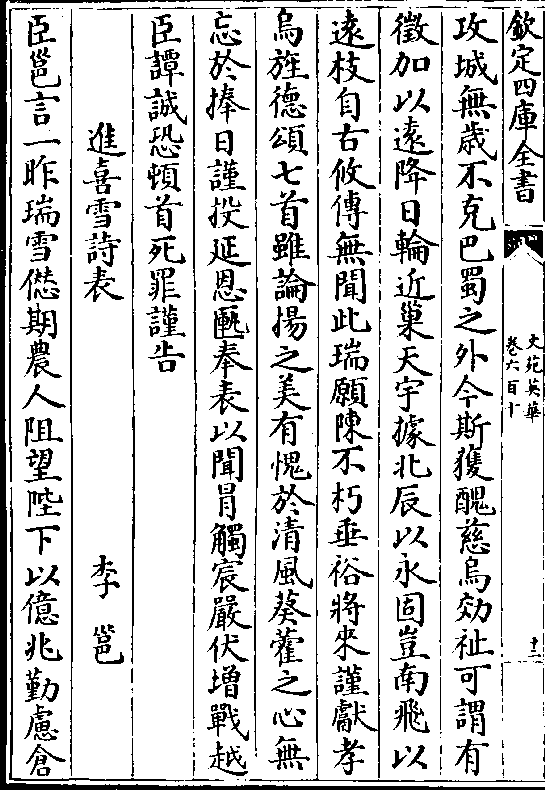 欽定四庫全書
文苑英華
卷六百十
十二
攻城無歳不克巴蜀之外今斯獲醜慈烏効祉可謂有
徵加以遠降日輪近巢天宇據北辰以永固豈南飛以
遠枝自古攸傳無聞此瑞願陳不朽垂裕將來謹獻孝
烏旌德頌七首雖論揚之美有愧於清風葵藿之心無
忘於捧日謹投延恩匭奉表以聞冐觸宸嚴伏增戰越
臣譚誠恐頓首死罪謹告
進喜雪詩表
李邕
臣邕言一昨瑞雪愆期農人阻望陛下以億兆勤慮倉